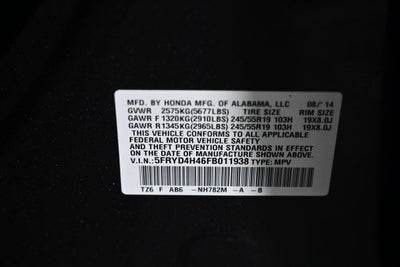 MFD. BY HONDA MFG. OF ALABAMA, LLC 08/'14
GVWR 2575KG(5677LBS) TIRE SIZE RIM SIZE
GAWR F 1320KG(2910LBS) 245/55R19 103H 19X8.0J
GAWR R1345KG(2965LBS) 245/55R19 103H 19X8.0J
THIS VEHICLE CONFORMS TO ALL APPLICABLE
FEDERAL MOTOR VEHICLE SAFETY
AND THEFT PREVENTION STANDARDS IN EFFECT
ON THE DATE OF MANUFACTURE SHOWN ABOVE.
V.I.N.: 5FRYD4H46FB011938 TYPE: MPV
TZ6 F AB6 -NH782M -A -B